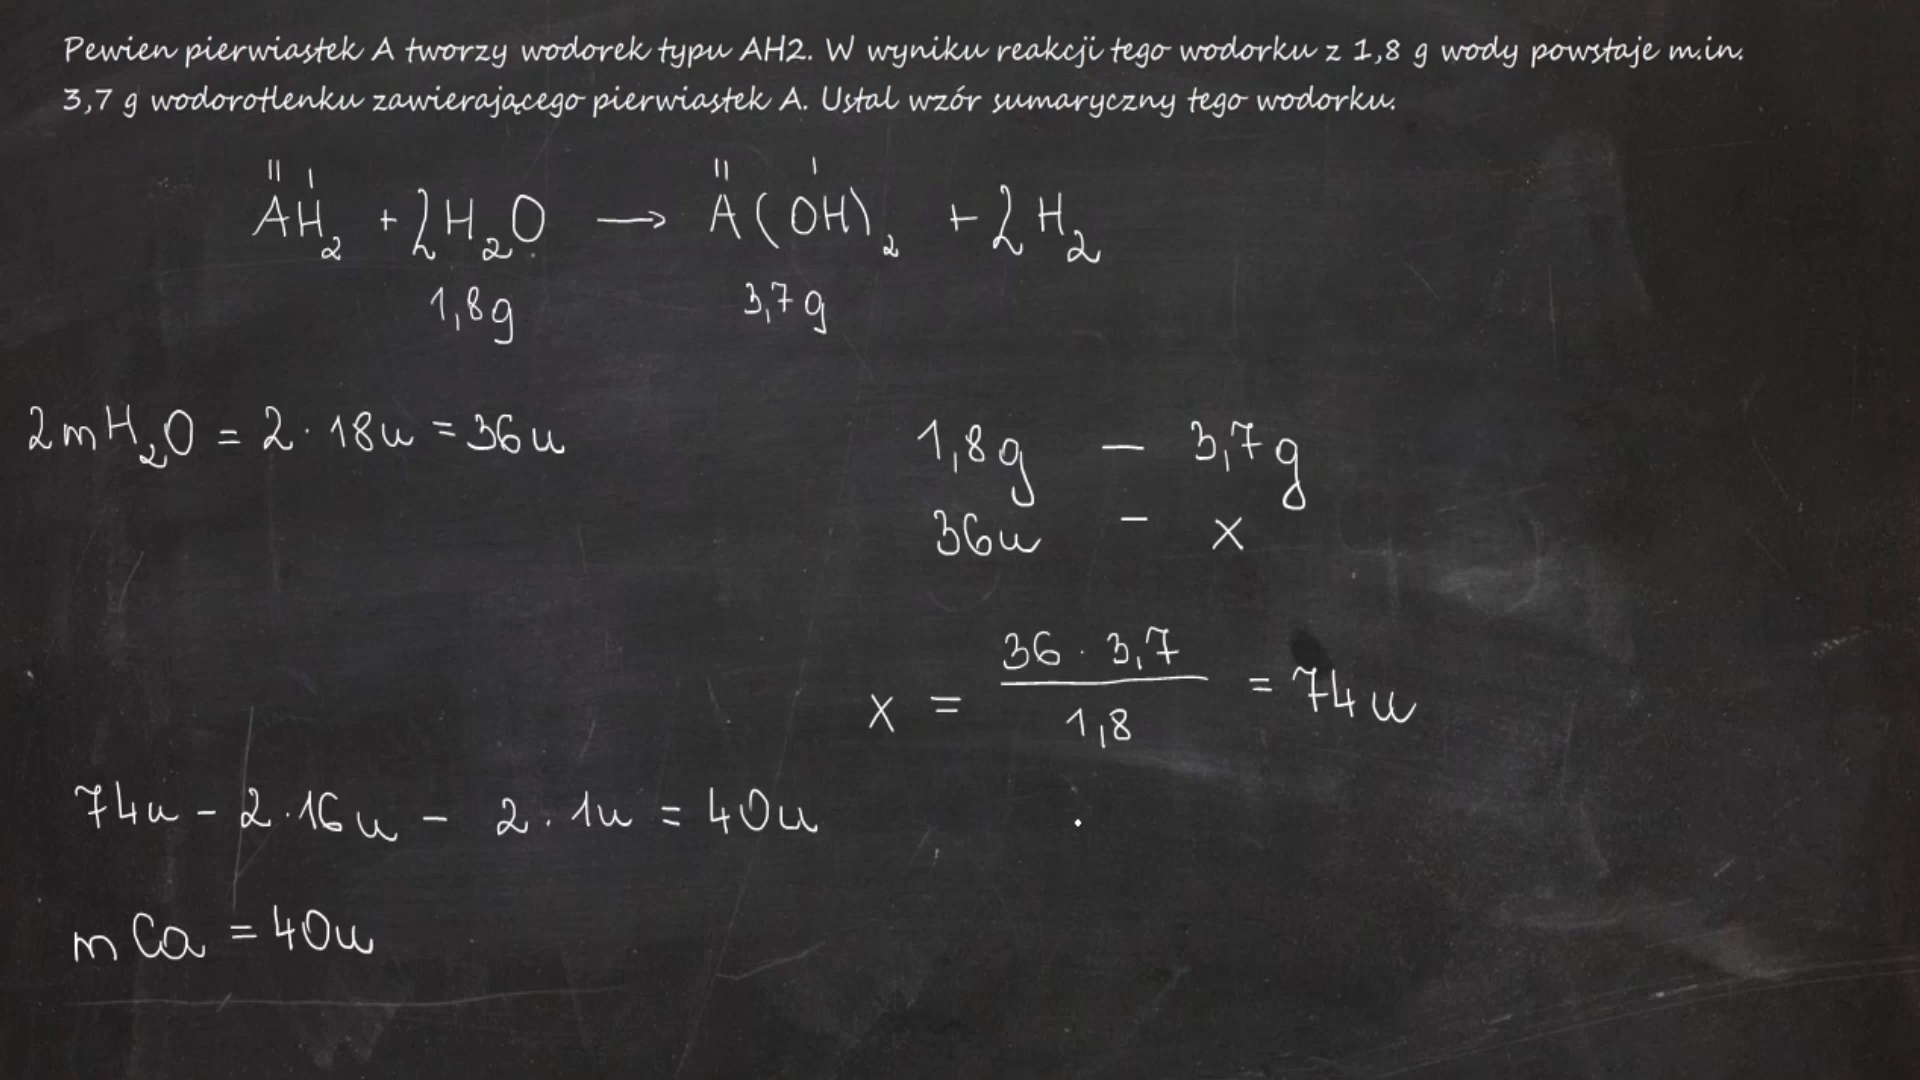 Pewien pierwiastek A tworzy wodorek typu AH2. W wyniku reakcji tego wodorku z 1,8 g wody powstaje m.in.
3,7 g wodorotlenku zawierającego pierwiastek A. Ustal wzór sumaryczny tego wodorku.
II I II I
AH₂ + 2H₂O → A(OH)₂ + 2H₂
1,8g 3,7g
2mH₂O = 2 · 18u = 36u
1,8g – 3,7g
36u – x
x = (36 · 3,7)/1,8 = 74u
74u – 2·16u – 2·1u = 40u
mCa = 40u